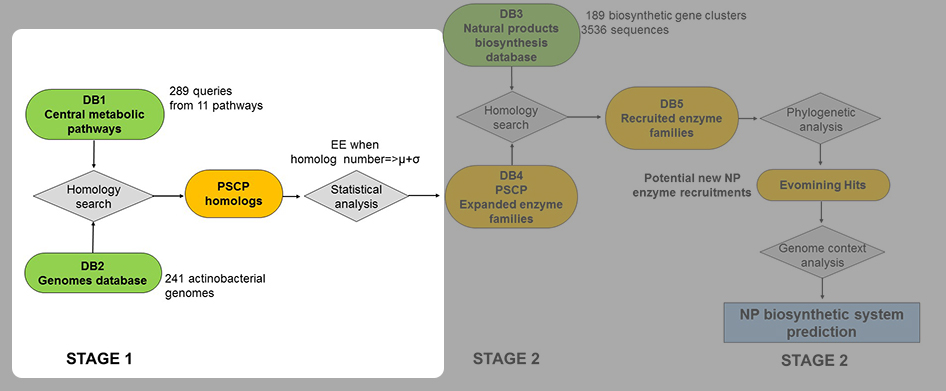 DB1
Central metabolic
pathways
289 queries
from 11 pathways
Homology
search
DB2
Genomes database
241 actinobacterial
genomes
PSCP
homologs
EE when
homolog number=>μ+σ
Statistical
analysis
STAGE 1
DB3
Natural products
biosynthesis
database
189 biosynthetic gene clusters
3536 sequences
Homology
search
DB4
PSCP
Expanded enzyme
families
DB5
Recruited enzyme
families
STAGE 2
Phylogenetic
analysis
Potential new NP
enzyme recruitments
Evomining Hits
Genome context
analysis
NP biosynthetic system
prediction
STAGE 2